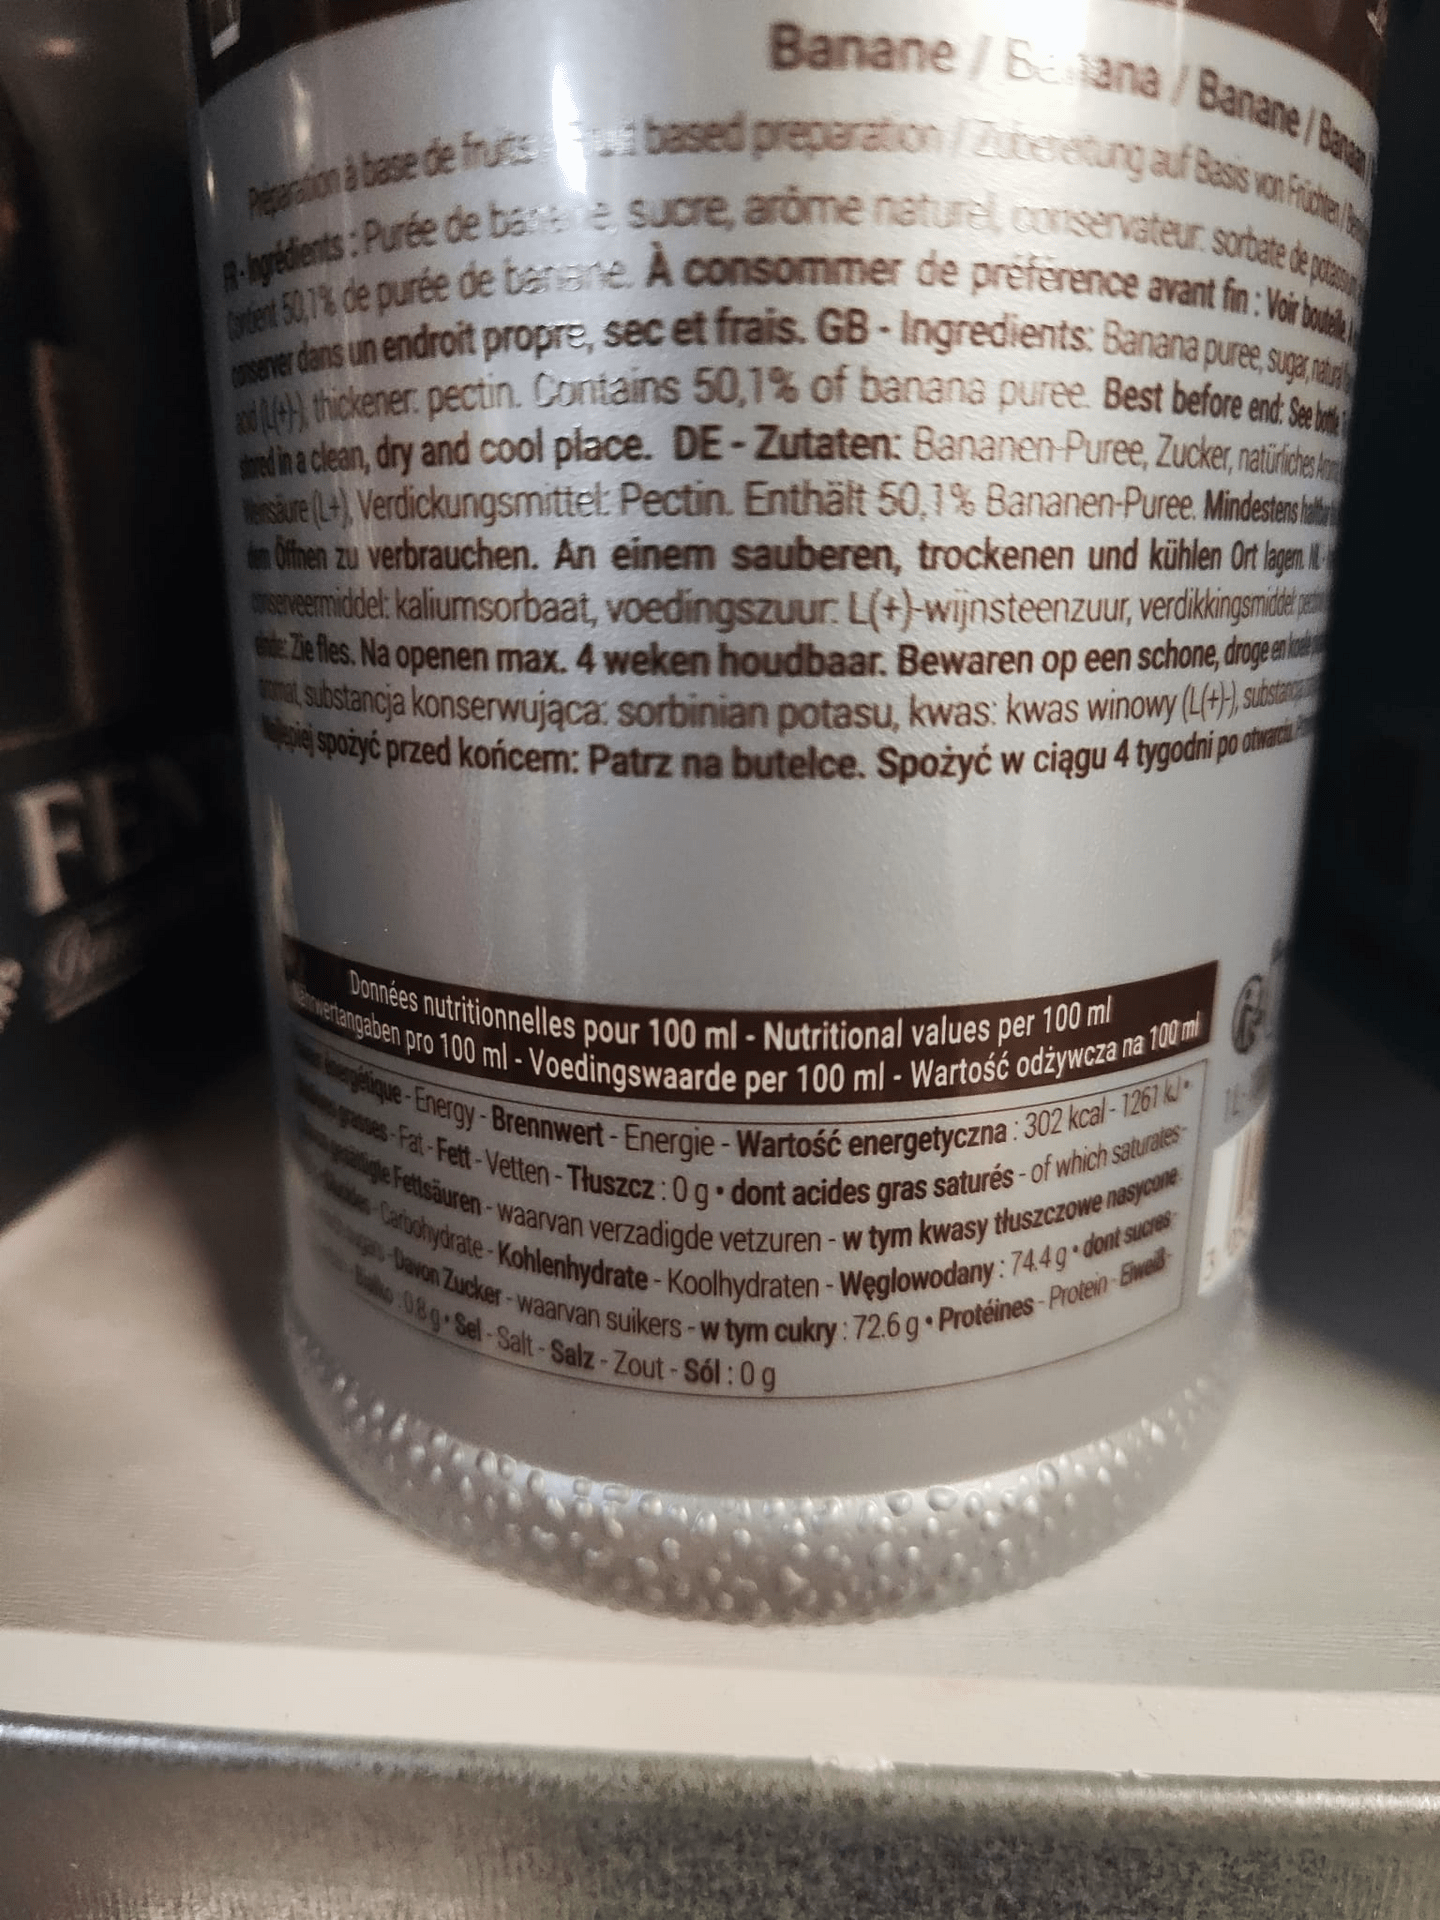 Banane / Banana / Banane / Banaan /
Préparation à base de fruits / Fruit based preparation / Zubereitung auf Basis von Früchten /
FR - Ingrédients : Purée de banane, sucre, arôme naturel, conservateur: sorbate de potassium,
Contient 50,1% de purée de banane. À consommer de préférence avant fin : Voir bouteille.
conserver dans un endroit propre, sec et frais. GB - Ingredients: Banana puree, sugar, natural
acid (L(+)), thickener: pectin. Contains 50,1% of banana puree. Best before end: See bottle.
stored in a clean, dry and cool place. DE - Zutaten: Bananen-Puree, Zucker, natürliches
Weinsäure (L+), Verdickungsmittel: Pectin. Enthält 50,1% Bananen-Puree. Mindestens haltbar
dem Öffnen zu verbrauchen. An einem sauberen, trockenen und kühlen Ort lagern. NL -
conserveermiddel: kaliumsorbaat, voedingszuur: L(+)-wijnsteenzuur, verdikkingsmiddel:
einde: Zie fles. Na openen max. 4 weken houdbaar. Bewaren op een schone, droge en koele
aromat, substancja konserwująca: sorbinian potasu, kwas: kwas winowy (L(+)-),
Najlepiej spożyć przed końcem: Patrz na butelce. Spożyć w ciągu 4 tygodni po otwarciu.
FE
Données nutritionnelles pour 100 ml - Nutritional values per 100 ml
Nährwertangaben pro 100 ml - Voedingswaarde per 100 ml - Wartość odżywcza na 100 ml
énergétique - Energy - Brennwert - Energie - Wartość energetyczna : 302 kcal - 1261 kJ •
grasses - Fat - Fett - Vetten - Tłuszcz : 0 g • dont acides gras saturés - of which saturates -
gesättigte Fettsäuren - waarvan verzadigde vetzuren - w tym kwasy tłuszczowe nasycone
Glucides - Carbohydrate - Kohlenhydrate - Koolhydraten - Węglowodany : 74.4 g • dont sucres -
sugars - Davon Zucker - waarvan suikers - w tym cukry : 72.6 g • Protéines - Protein - Eiweiß -
Białko : 0.8 g • Sel - Salt - Salz - Zout - Sól : 0 g